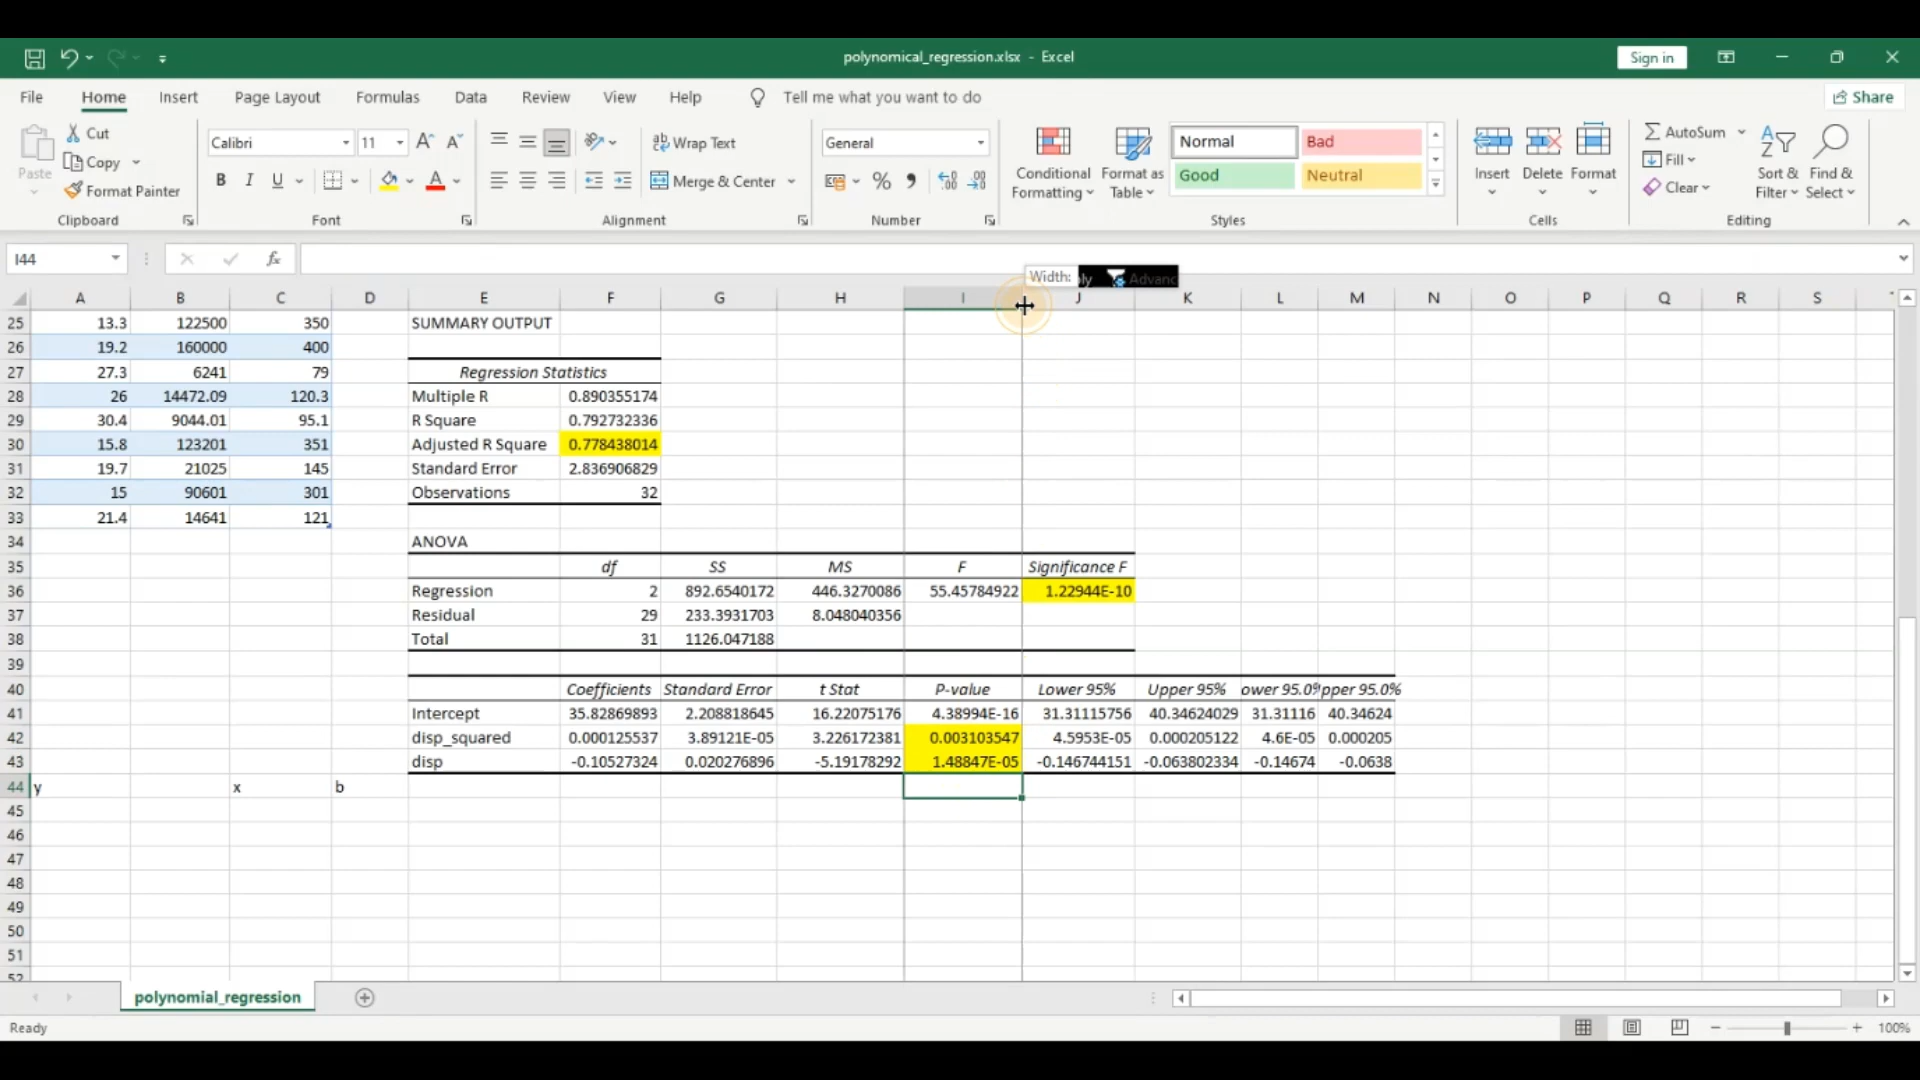 polynomical_regression.xlsx - Excel
Sign in
File Home Insert Page Layout Formulas Data Review View Help Tell me what you want to do Share
Paste
Cut
Copy
Format Painter
Clipboard
Calibri 11
B I U
Font
Wrap Text
Merge & Center
Alignment
General
Number
Conditional Formatting
Format as Table
Normal Bad
Good Neutral
Styles
Insert Delete Format
Cells
AutoSum
Fill
Clear
Sort & Filter
Find & Select
Editing
I44
fx
Width:
Advanc
A B C D E F G H I J K L M N O P Q R S
25 13.3 122500 350 SUMMARY OUTPUT
26 19.2 160000 400
27 27.3 6241 79 Regression Statistics
28 26 14472.09 120.3 Multiple R 0.890355174
29 30.4 9044.01 95.1 R Square 0.792732336
30 15.8 123201 351 Adjusted R Square 0.778438014
31 19.7 21025 145 Standard Error 2.836906829
32 15 90601 301 Observations 32
33 21.4 14641 121
34 ANOVA
35 df SS MS F Significance F
36 Regression 2 892.6540172 446.3270086 55.45784922 1.22944E-10
37 Residual 29 233.3931703 8.048040356
38 Total 31 1126.047188
39
40 Coefficients Standard Error t Stat P-value Lower 95% Upper 95% ower 95.0% pper 95.0%
41 Intercept 35.82869893 2.208818645 16.22075176 4.38994E-16 31.31115756 40.34624029 31.31116 40.34624
42 disp_squared 0.000125537 3.89121E-05 3.226172381 0.003103547 4.5953E-05 0.000205122 4.6E-05 0.000205
43 disp -0.10527324 0.020276896 -5.19178292 1.48847E-05 -0.146744151 -0.063802334 -0.14674 -0.0638
44 y x b
45
46
47
48
49
50
51
52
polynomial_regression
Ready
100%